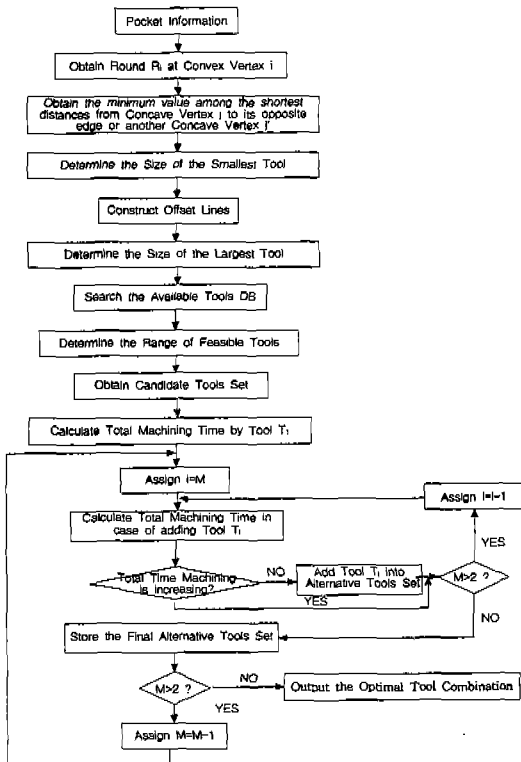 Pocket Information
Obtain Round Ri at Convex Vertex i
Obtain the minimum value among the shortest
distances from Concave Vertex j to its opposite
edge or another Concave Vertex j'
Determine the Size of the Smallest Tool
Construct Offset Lines
Determine the Size of the Largest Tool
Search the Available Tools DB
Determine the Range of Feasible Tools
Obtain Candidate Tools Set
Calculate Total Machining Time by Tool T1
Assign i=M
Assign i=i-1
Calculate Total Machining Time in
case of adding Tool Ti
YES
Total Time Machining
is increasing?
NO
Add Tool Ti into
Alternative Tools Set
M>2 ?
YES
NO
Store the Final Alternative Tools Set
M>2 ?
NO
Output the Optimal Tool Combination
YES
Assign M=M-1